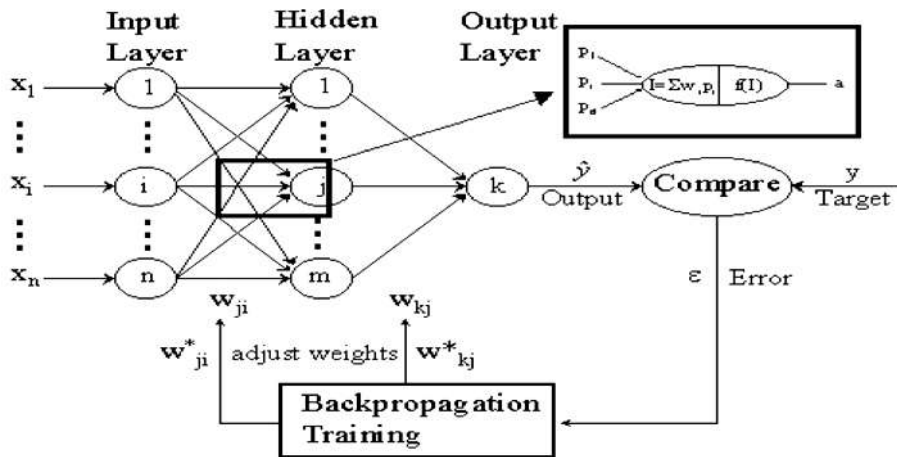 Input
Layer
Hidden
Layer
Output
Layer
x1
1
1
P1
Pi
I=Σwipi
f(I)
a
xi
i
j
k
ŷ
Output
Compare
y
Target
xn
n
m
wji
wkj
ε
Error
w*ji
adjust weights
w*kj
Backpropagation
Training